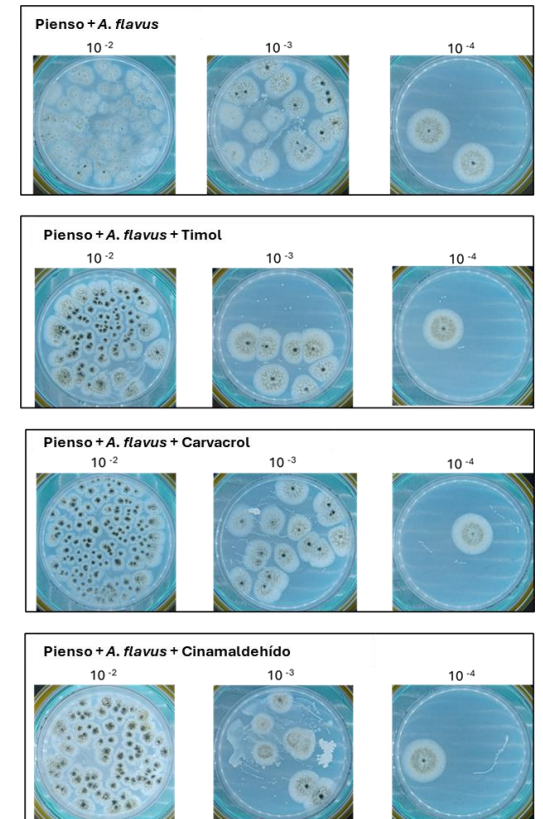 Pienso + A. flavus
10 -2 10 -3 10 -4
Pienso + A. flavus + Timol
10 -2 10 -3 10 -4
Pienso + A. flavus + Carvacrol
10 -2 10 -3 10 -4
Pienso + A. flavus + Cinamaldehído
10 -2 10 -3 10 -4